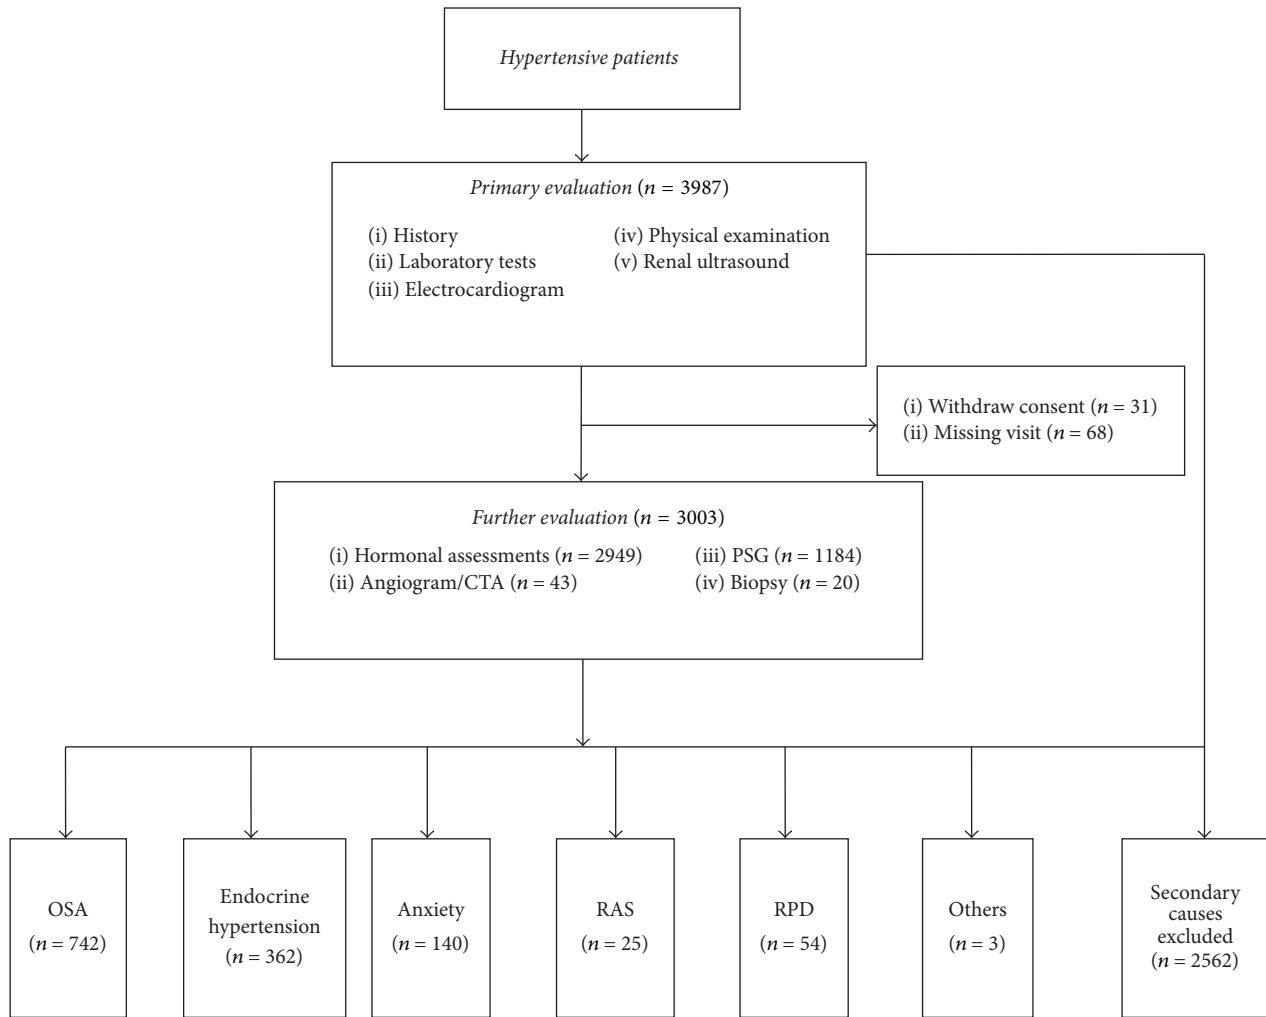 Hypertensive patients
Primary evaluation (n = 3987)
(i) History
(ii) Laboratory tests
(iii) Electrocardiogram
(iv) Physical examination
(v) Renal ultrasound
(i) Withdraw consent (n = 31)
(ii) Missing visit (n = 68)
Further evaluation (n = 3003)
(i) Hormonal assessments (n = 2949)
(ii) Angiogram/CTA (n = 43)
(iii) PSG (n = 1184)
(iv) Biopsy (n = 20)
OSA
(n = 742)
Endocrine
hypertension
(n = 362)
Anxiety
(n = 140)
RAS
(n = 25)
RPD
(n = 54)
Others
(n = 3)
Secondary
causes
excluded
(n = 2562)